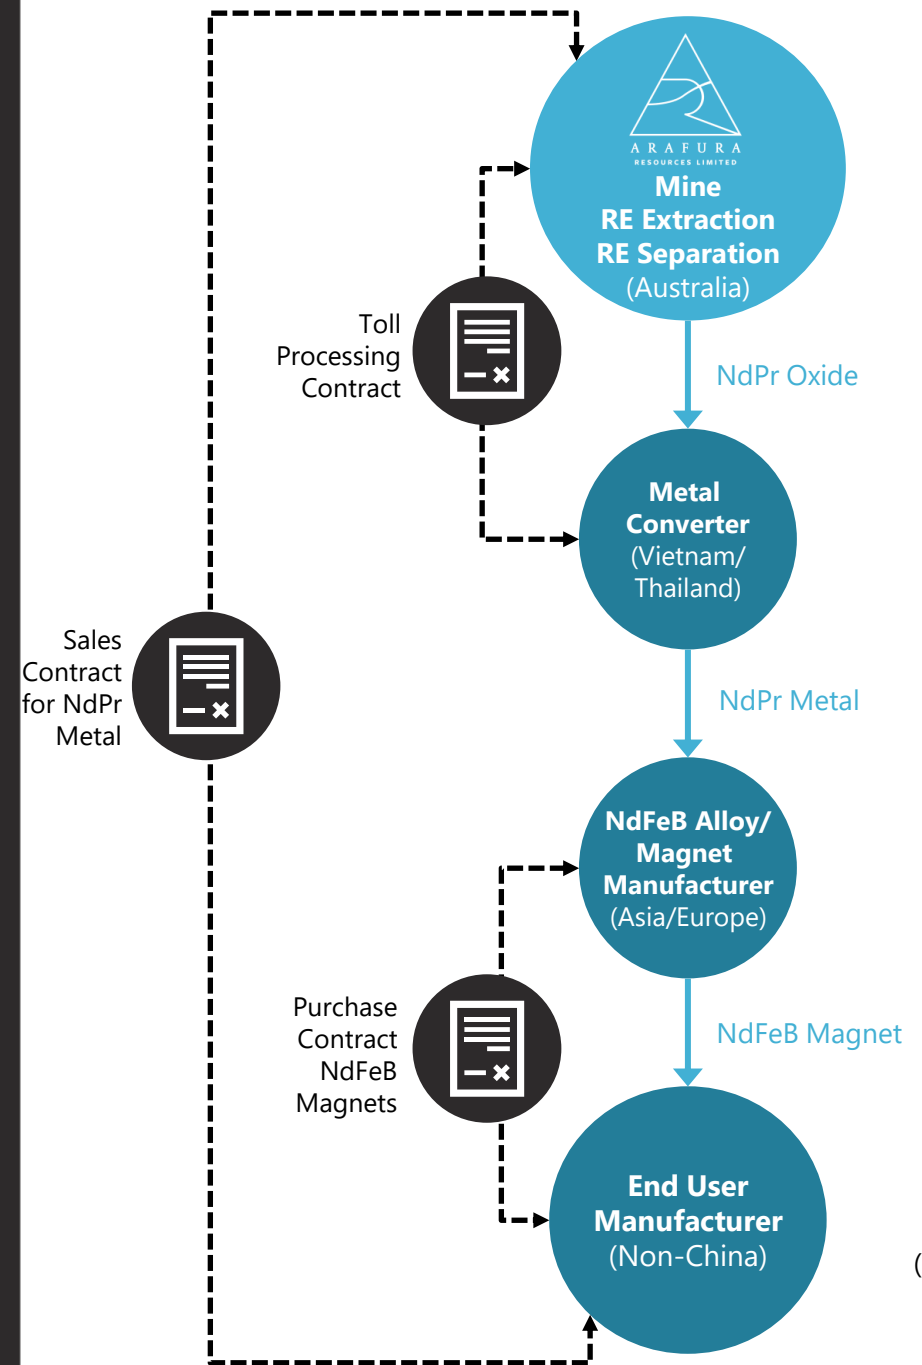 ARAFURA
RESOURCES LIMITED
Mine
RE Extraction
RE Separation
(Australia)
Toll
Processing
Contract
NdPr Oxide
Metal
Converter
(Vietnam/
Thailand)
Sales
Contract
for NdPr
Metal
NdPr Metal
NdFeB Alloy/
Magnet
Manufacturer
(Asia/Europe)
Purchase
Contract
NdFeB
Magnets
NdFeB Magnet
End User
Manufacturer
(Non-China)
(